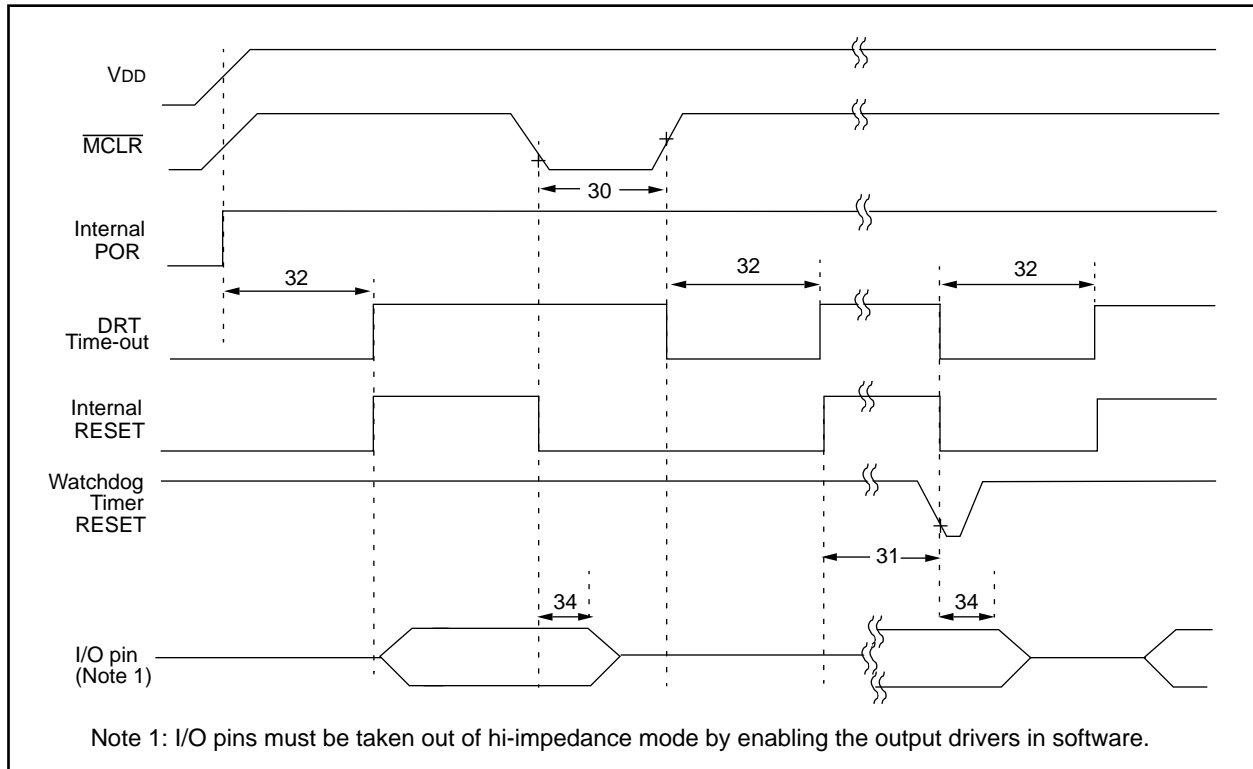 VDD
MCLR
30
Internal
POR
32
32
32
DRT
Time-out
Internal
RESET
Watchdog
Timer
RESET
31
34
34
I/O pin
(Note 1)
Note 1: I/O pins must be taken out of hi-impedance mode by enabling the output drivers in software.